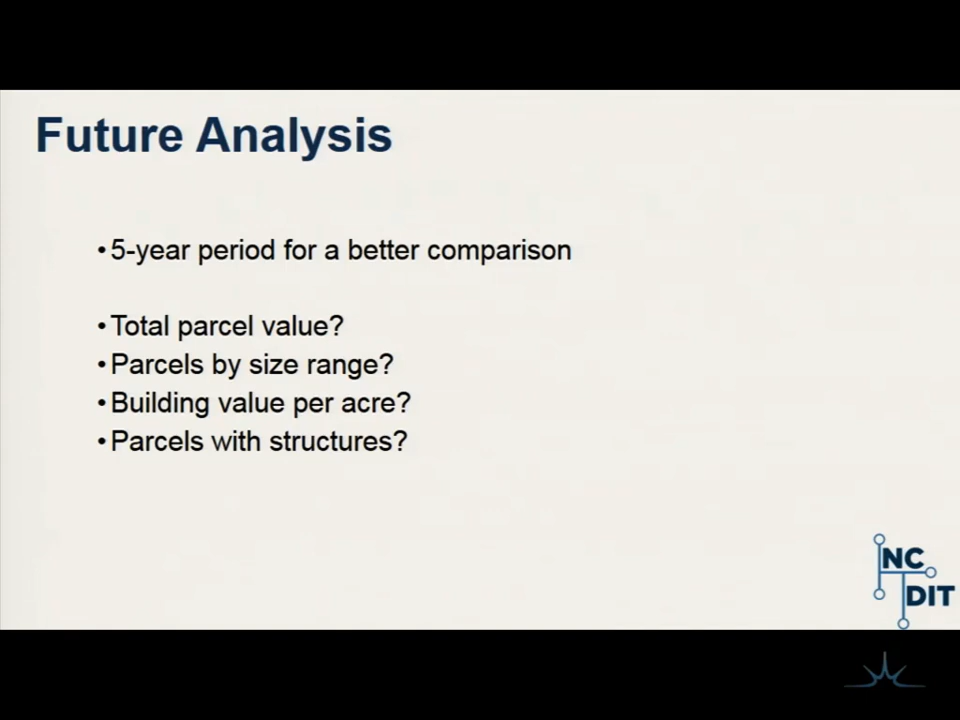 Future Analysis
• 5-year period for a better comparison
• Total parcel value?
• Parcels by size range?
• Building value per acre?
• Parcels with structures?
NC
DIT